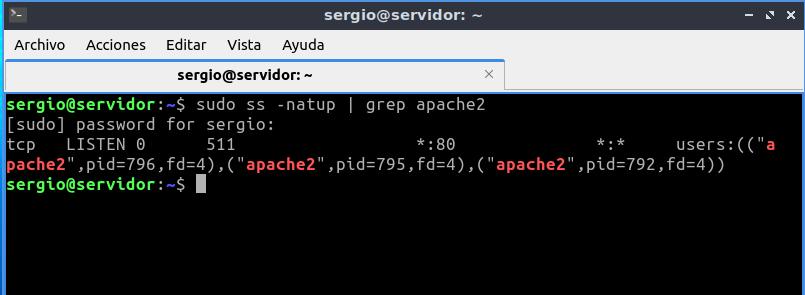 sergio@servidor: ~
Archivo Acciones Editar Vista Ayuda
sergio@servidor: ~
sergio@servidor:~$ sudo ss -natup | grep apache2
[sudo] password for sergio:
tcp   LISTEN 0      511                  *:80              *:*     users:(("a
pache2",pid=796,fd=4),("apache2",pid=795,fd=4),("apache2",pid=792,fd=4))
sergio@servidor:~$